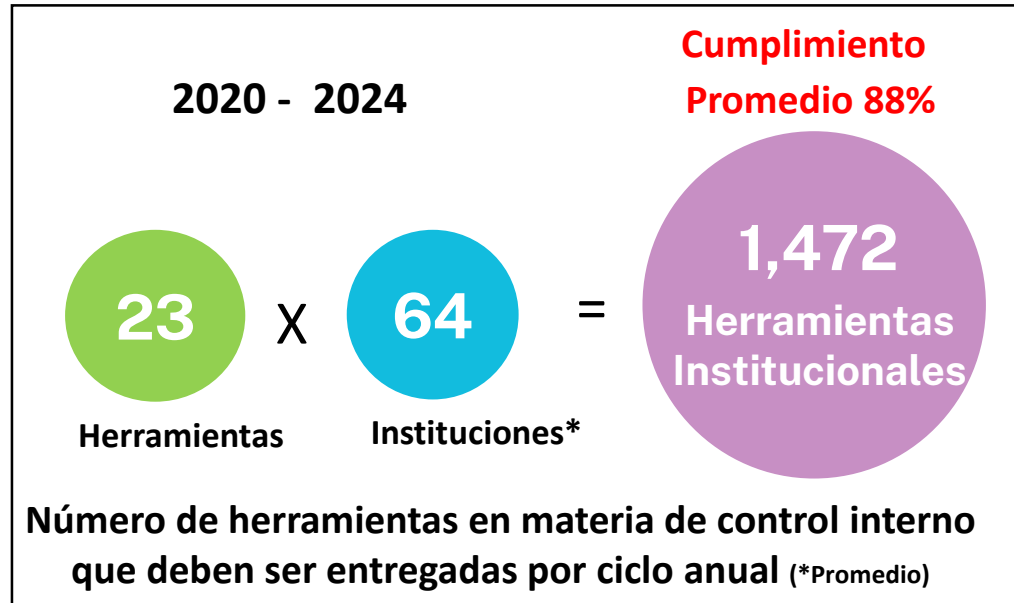 Cumplimiento
Promedio 88%
2020 - 2024
23 X 64 = 1,472
Herramientas
Institucionales
Herramientas
Instituciones*
Número de herramientas en materia de control interno
que deben ser entregadas por ciclo anual (*Promedio)